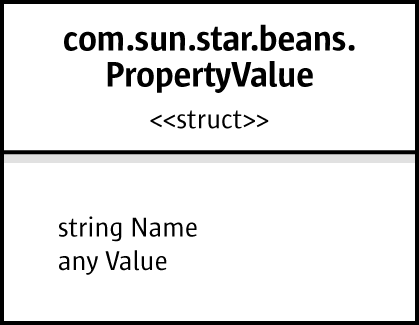 com.sun.star.beans.
PropertyValue
<<struct>>
string Name
any Value